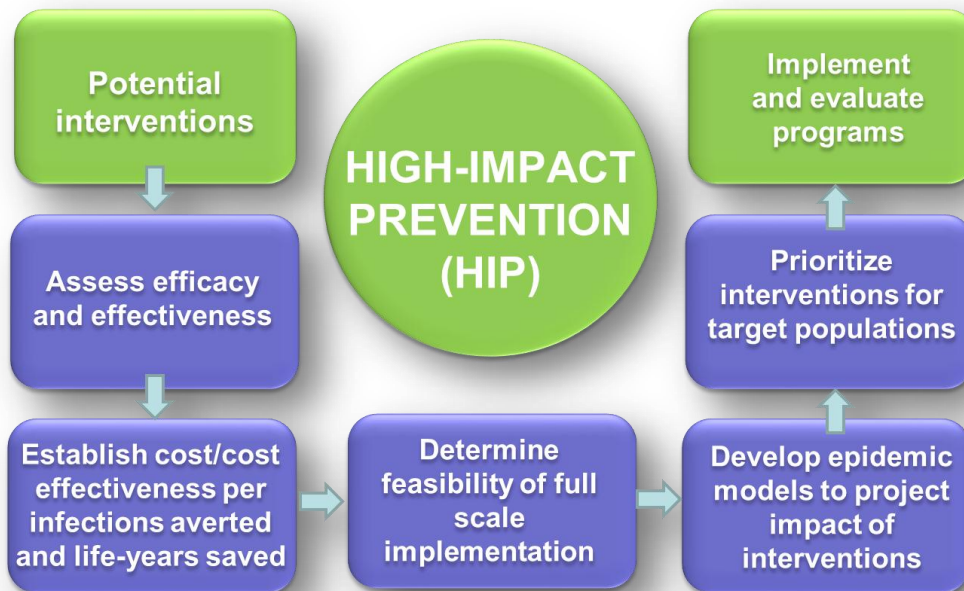 Potential
interventions
Assess efficacy
and effectiveness
Establish cost/cost
effectiveness per
infections averted
and life-years saved
HIGH-IMPACT
PREVENTION
(HIP)
Determine
feasibility of full
scale
implementation
Develop epidemic
models to project
impact of
interventions
Prioritize
interventions for
target populations
Implement
and evaluate
programs